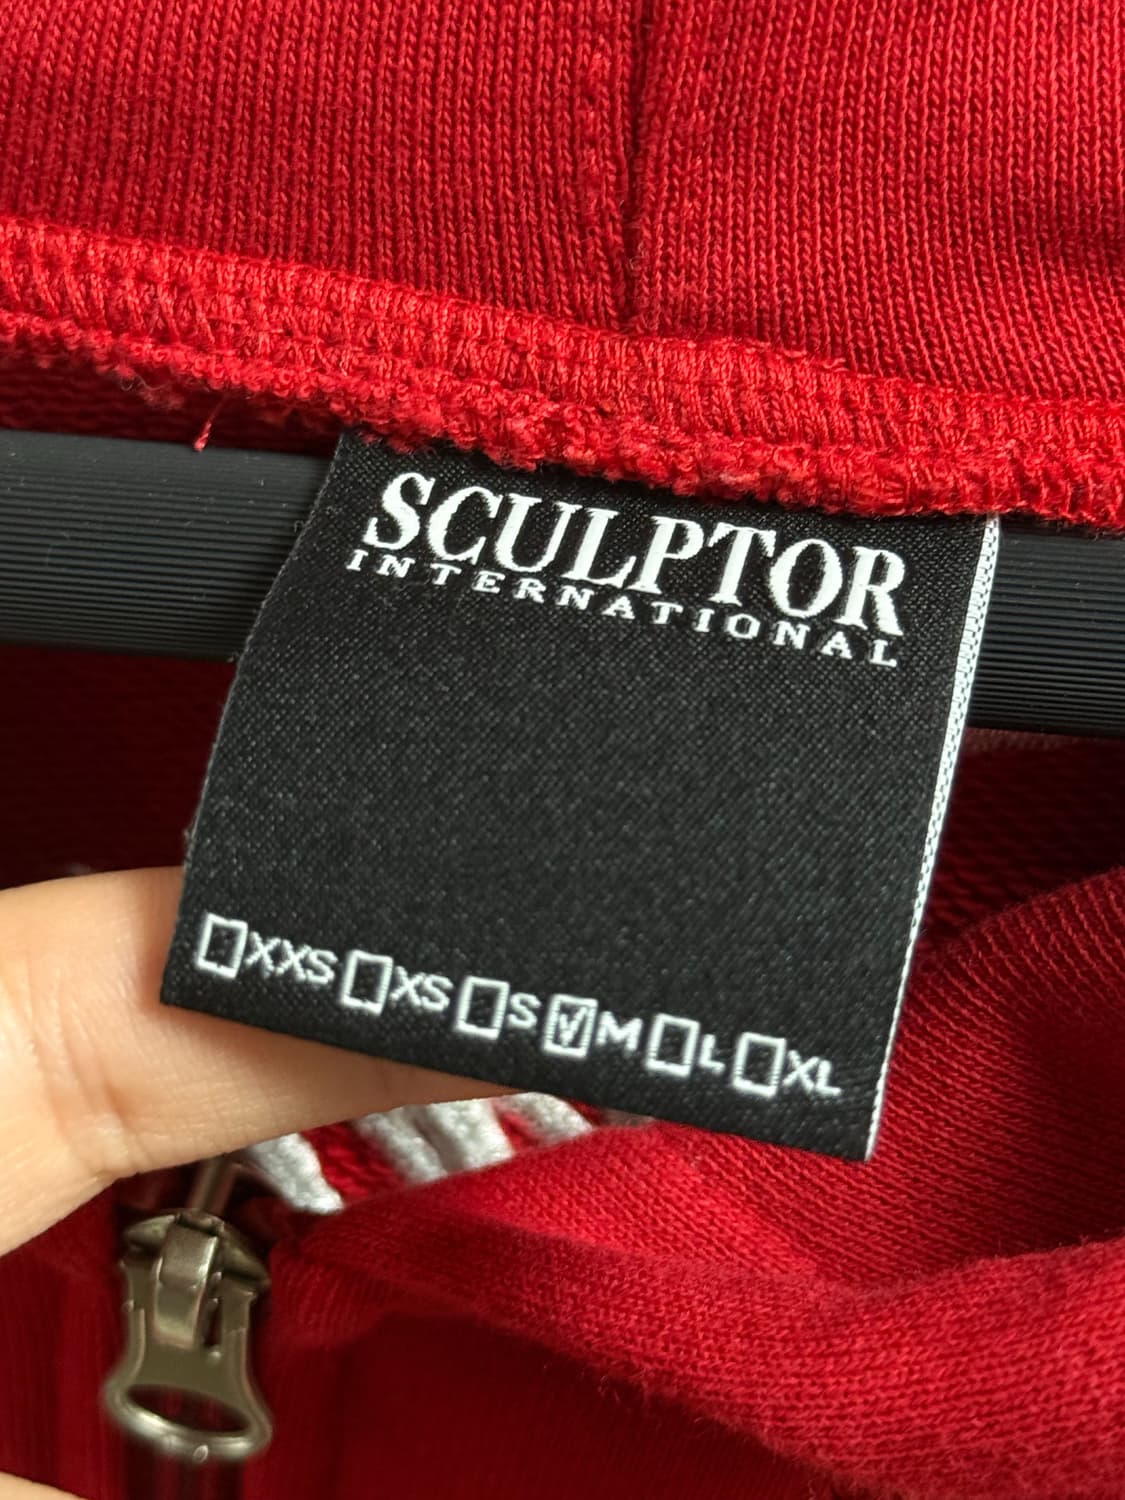 SCULPTOR
INTERNATIONAL
☐XXS ☐XS ☐S ☑M ☐L ☐XL